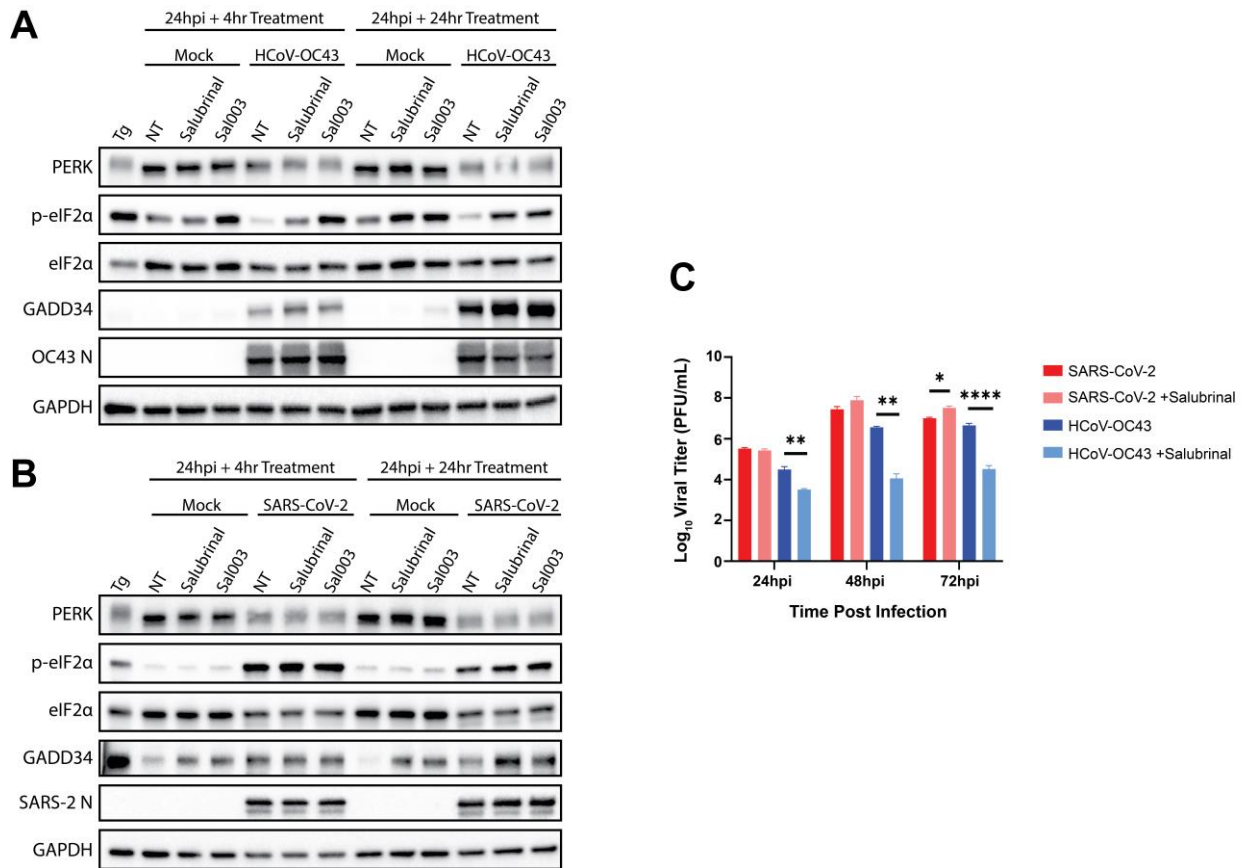 A
24hpi + 4hr Treatment 24hpi + 24hr Treatment
Mock HCoV-OC43 Mock HCoV-OC43
Tg NT Salubrinal Sal003 NT Salubrinal Sal003 NT Salubrinal Sal003 NT Salubrinal Sal003
PERK
p-eIF2α
eIF2α
GADD34
OC43 N
GAPDH
B
24hpi + 4hr Treatment 24hpi + 24hr Treatment
Mock SARS-CoV-2 Mock SARS-CoV-2
Tg NT Salubrinal Sal003 NT Salubrinal Sal003 NT Salubrinal Sal003 NT Salubrinal Sal003
PERK
p-eIF2α
eIF2α
GADD34
SARS-2 N
GAPDH
C
Log10 Viral Titer (PFU/mL)
10
8
6
4
2
0
** ** * ****
24hpi 48hpi 72hpi
Time Post Infection
SARS-CoV-2
SARS-CoV-2 +Salubrinal
HCoV-OC43
HCoV-OC43 +Salubrinal